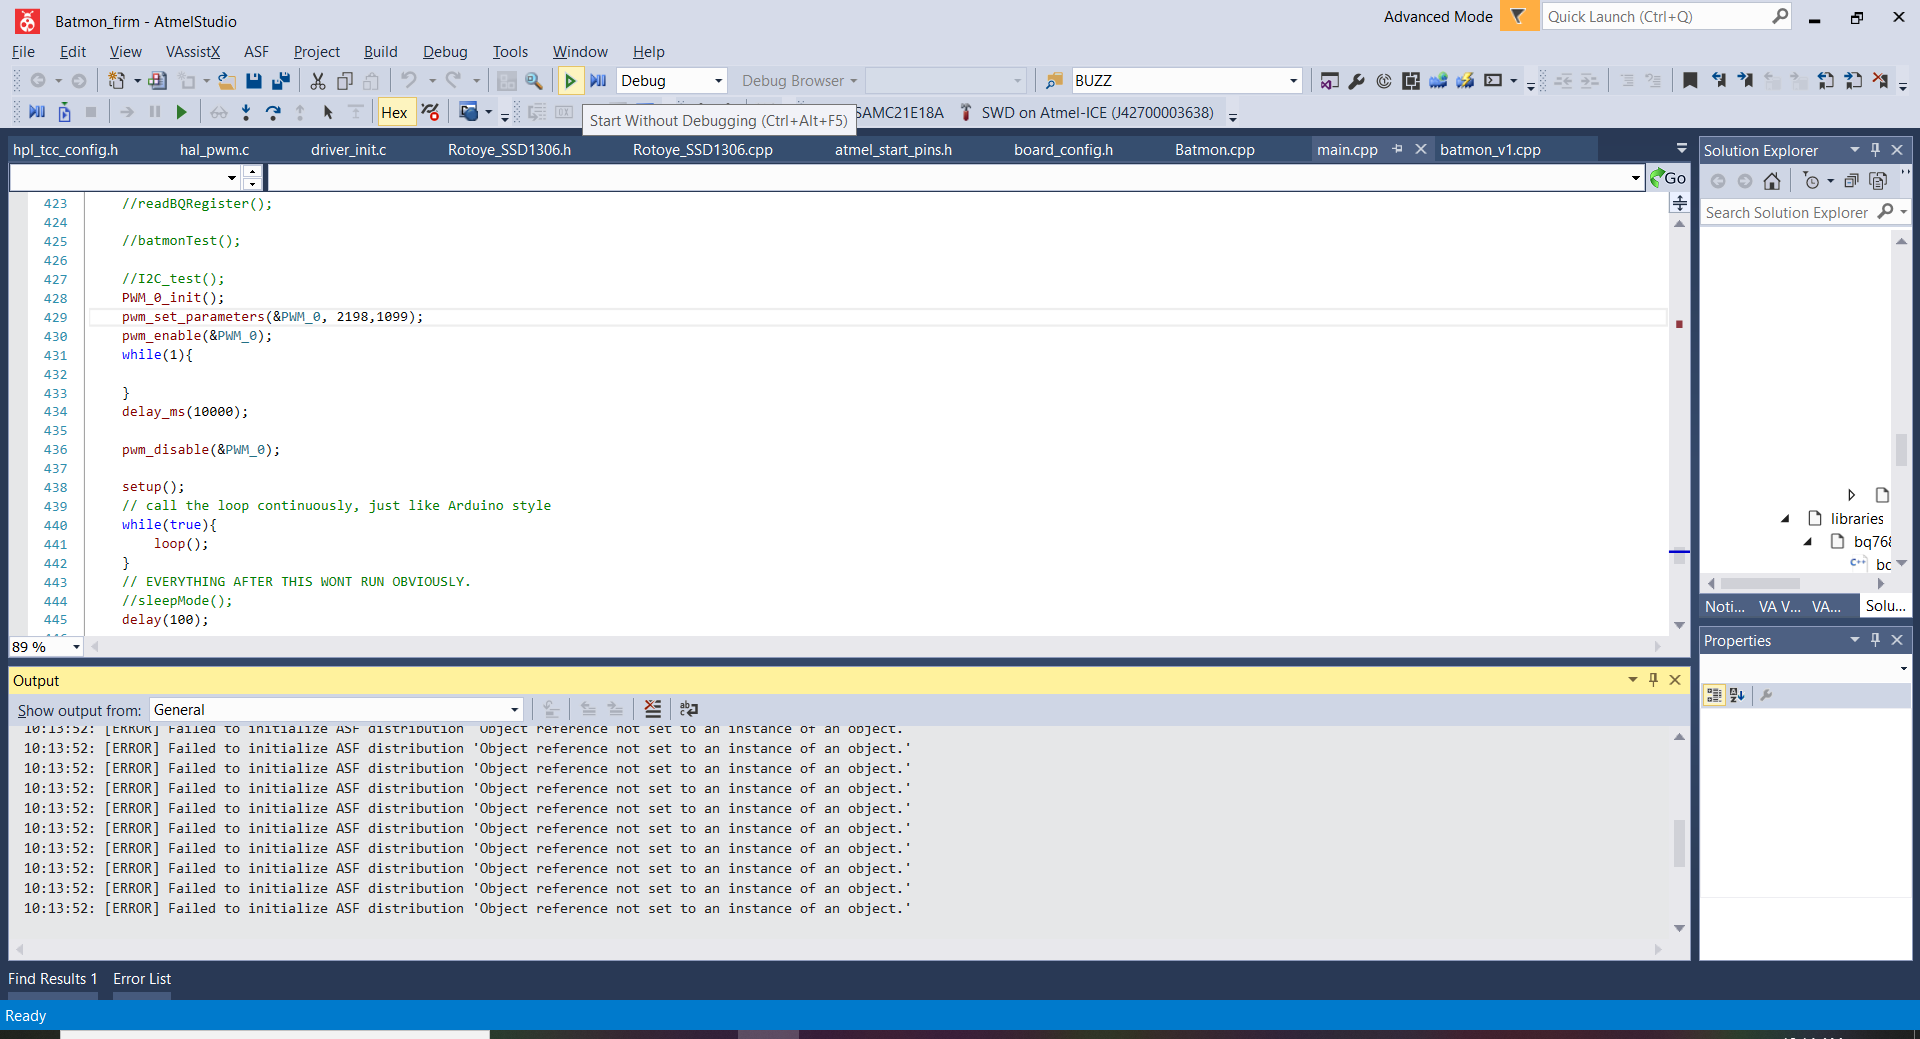 Batmon_firm - AtmelStudio
Advanced Mode
Quick Launch (Ctrl+Q)
File Edit View VAssistX ASF Project Build Debug Tools Window Help
Debug Debug Browser BUZZ
Hex SAMC21E18A SWD on Atmel-ICE (J42700003638)
Start Without Debugging (Ctrl+Alt+F5)
hpl_tcc_config.h hal_pwm.c driver_init.c Rotoye_SSD1306.h Rotoye_SSD1306.cpp atmel_start_pins.h board_config.h Batmon.cpp main.cpp batmon_v1.cpp
Go
423 //readBQRegister();
424
425 //batmonTest();
426
427 //I2C_test();
428 PWM_0_init();
429 pwm_set_parameters(&PWM_0, 2198,1099);
430 pwm_enable(&PWM_0);
431 while(1){
432
433 }
434 delay_ms(10000);
435
436 pwm_disable(&PWM_0);
437
438 setup();
439 // call the loop continuously, just like Arduino style
440 while(true){
441 loop();
442 }
443 // EVERYTHING AFTER THIS WONT RUN OBVIOUSLY.
444 //sleepMode();
445 delay(100);
89 %
Output
Show output from: General
10:13:52: [ERROR] Failed to initialize ASF distribution 'Object reference not set to an instance of an object.
10:13:52: [ERROR] Failed to initialize ASF distribution 'Object reference not set to an instance of an object.'
10:13:52: [ERROR] Failed to initialize ASF distribution 'Object reference not set to an instance of an object.'
10:13:52: [ERROR] Failed to initialize ASF distribution 'Object reference not set to an instance of an object.'
10:13:52: [ERROR] Failed to initialize ASF distribution 'Object reference not set to an instance of an object.'
10:13:52: [ERROR] Failed to initialize ASF distribution 'Object reference not set to an instance of an object.'
10:13:52: [ERROR] Failed to initialize ASF distribution 'Object reference not set to an instance of an object.'
10:13:52: [ERROR] Failed to initialize ASF distribution 'Object reference not set to an instance of an object.'
10:13:52: [ERROR] Failed to initialize ASF distribution 'Object reference not set to an instance of an object.'
10:13:52: [ERROR] Failed to initialize ASF distribution 'Object reference not set to an instance of an object.'
Find Results 1 Error List
Ready
Solution Explorer
Search Solution Explorer
libraries
bq768
C++ bc
Noti... VA V... VA... Solu...
Properties